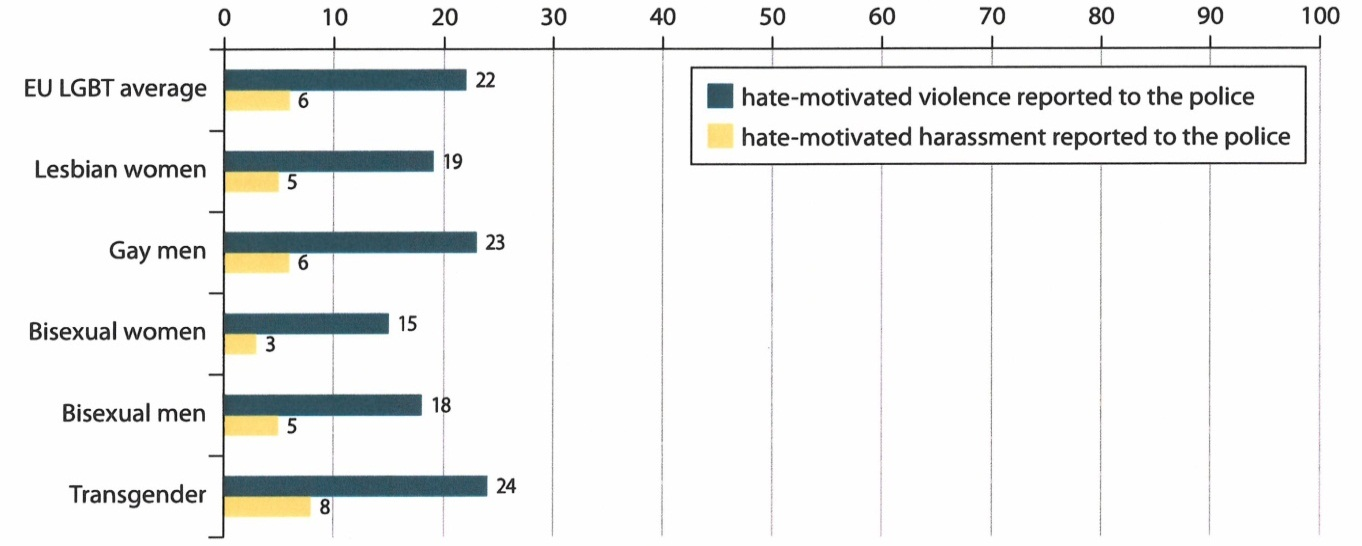 0 10 20 30 40 50 60 70 80 90 100
EU LGBT average 22
6
hate-motivated violence reported to the police
hate-motivated harassment reported to the police
Lesbian women 19
5
Gay men 23
6
Bisexual women 15
3
Bisexual men 18
5
Transgender 24
8